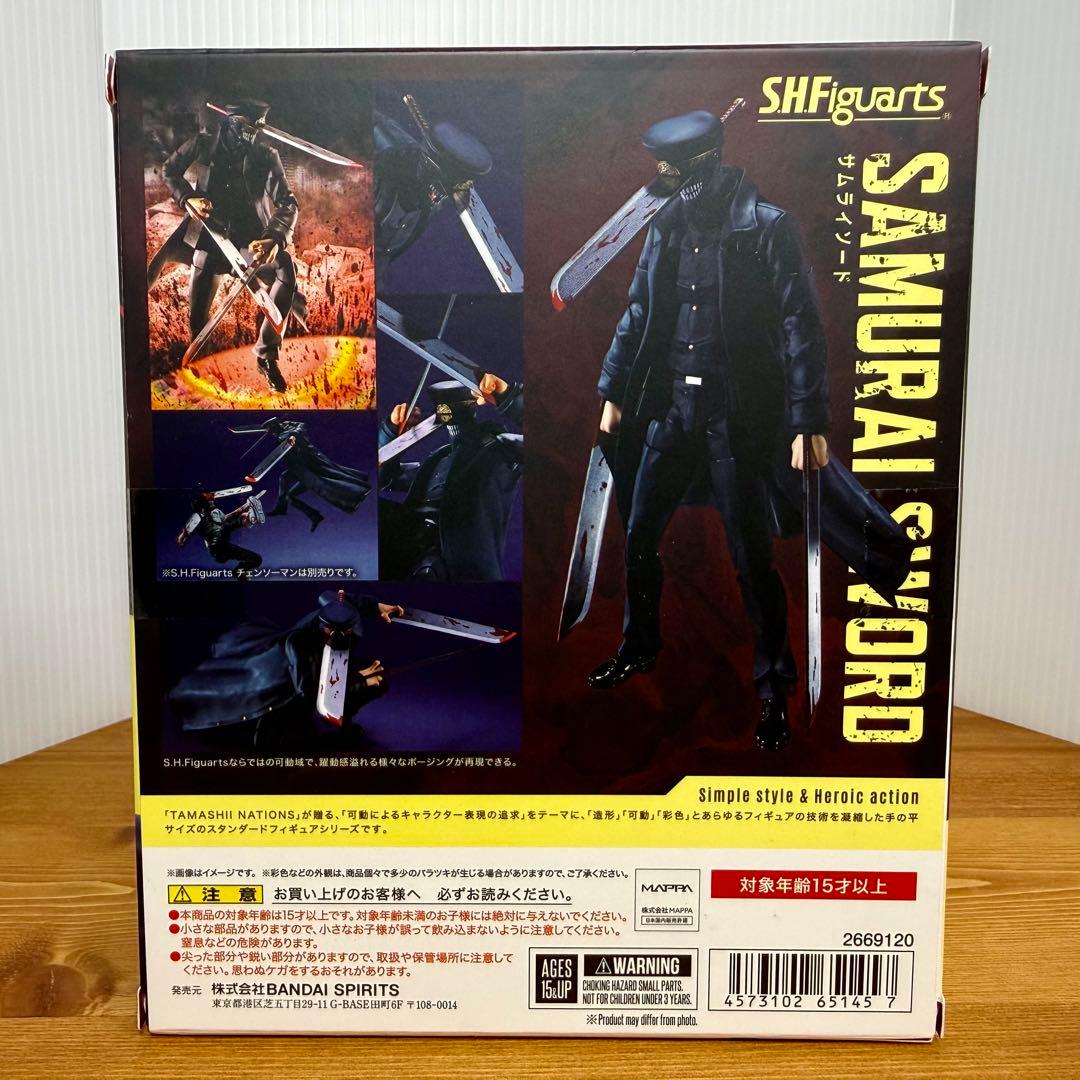 S.H.Figuarts
SAMURAI SWORD
サムライソード
※S.H.Figuarts チェンソーマンは別売りです。
S.H.Figuartsならではの可動域で、躍動感溢れる様々なポージングが再現できる。
Simple style & Heroic action
「TAMASHII NATIONS」が贈る、「可動によるキャラクター表現の追求」をテーマに、「造形」「可動」「彩色」とあらゆるフィギュアの技術を凝縮した手の平
サイズのスタンダードフィギュアシリーズです。
※画像はイメージです。 ※彩色などの外観は、商品個々で多少のバラツキが生じる場合がありますので、ご了承ください。
注 意 お買い上げのお客様へ 必ずお読みください。
●本商品の対象年齢は15才以上です。対象年齢未満のお子様には絶対に与えないでください。
●小さな部品がありますので、小さなお子様が誤って飲み込まないように注意してください。
窒息などの危険があります。
●尖った部分や鋭い部分がありますので、取扱や保管場所に注意して
ください。思わぬケガをするおそれがあります。
発売元 株式会社BANDAI SPIRITS
東京都港区芝五丁目29-11 G-BASE田町6F 〒108-0014
MAPPA
株式会社MAPPA
日本国内販売許諾
対象年齢15才以上
AGES
15&UP
WARNING
CHOKING HAZARD SMALL PARTS.
NOT FOR CHILDREN UNDER 3 YEARS.
※Product may differ from photo.
2669120
4573102 65145 7